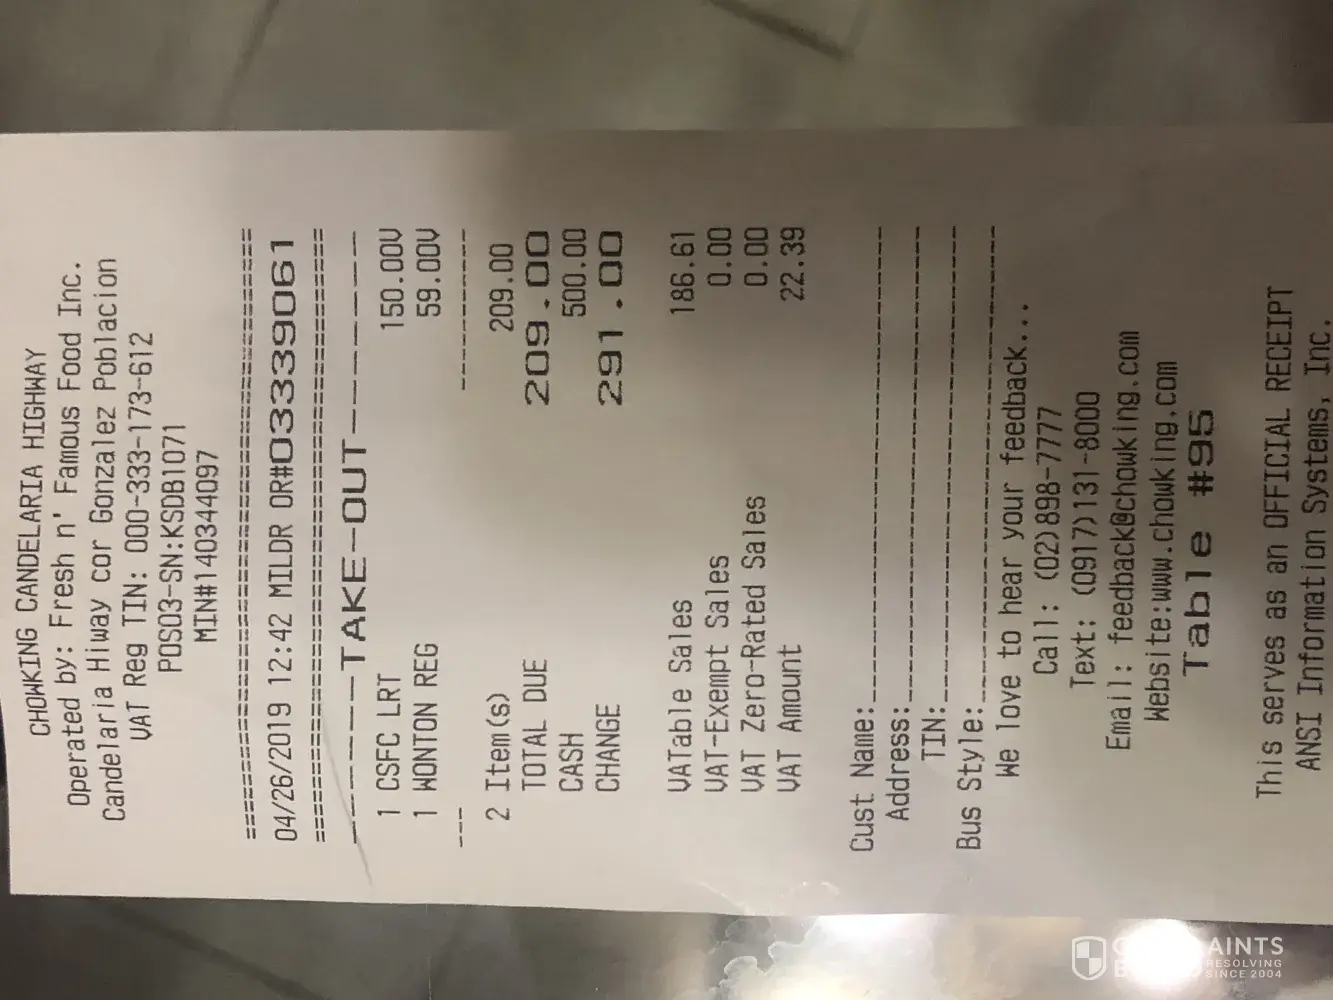 CHOWKING CANDELARIA HIGHWAY
Operated by: Fresh n' Famous Food Inc.
Candelaria Hiway cor Gonzalez Poblacion
VAT Reg TIN: 000-333-173-612
POS03-SN:KSDB1071
MIN#140344097
========================================
04/26/2019 12:42 MILDR OR#03339061
========================================
------TAKE-OUT------
1 CSFC LRT 150.00V
1 WONTON REG 59.00V
--- -----------
2 Item(s) 209.00
TOTAL DUE 209.00
CASH 500.00
CHANGE 291.00
VATable Sales 186.61
VAT-Exempt Sales 0.00
VAT Zero-Rated Sales 0.00
VAT Amount 22.39
Cust Name:
Address:
TIN:
Bus Style:
We love to hear your feedback...
Call: (02)898-7777
Text: (0917)131-8000
Email: feedback@chowking.com
Website:www.chowking.com
Table #95
This serves as an OFFICIAL RECEIPT
ANSI Information Systems, Inc.
RESOLVING
SINCE 2004